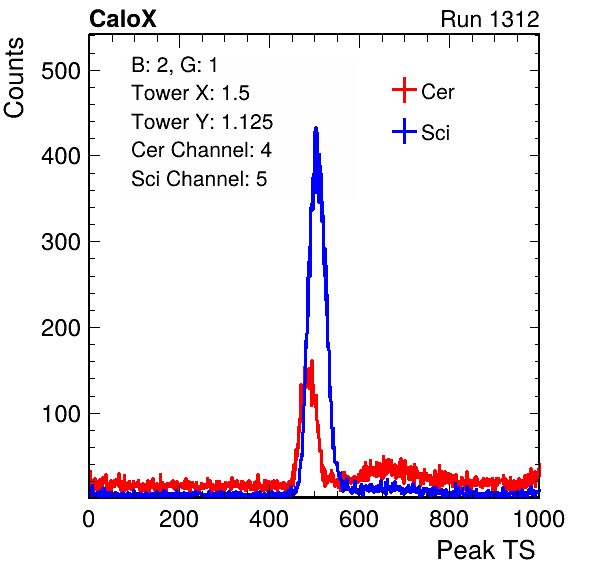 CaloX Run 1312
Counts
B: 2, G: 1
Tower X: 1.5
Tower Y: 1.125
Cer Channel: 4
Sci Channel: 5
Cer
Sci
500
400
300
200
100
0 200 400 600 800 1000
Peak TS